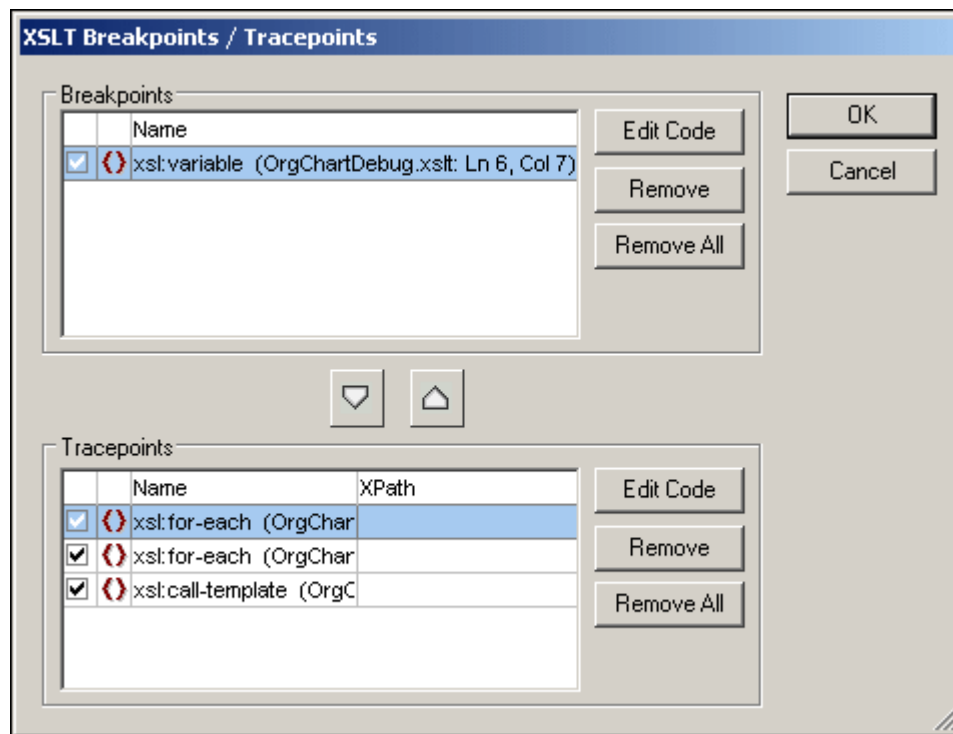 XSLT Breakpoints / Tracepoints
Breakpoints
Name
xsl:variable (OrgChartDebug.xslt: Ln 6, Col 7)
Edit Code
Remove
Remove All
OK
Cancel
Tracepoints
Name XPath
xsl:for-each (OrgChar
xsl:for-each (OrgChar
xsl:call-template (OrgC
Edit Code
Remove
Remove All